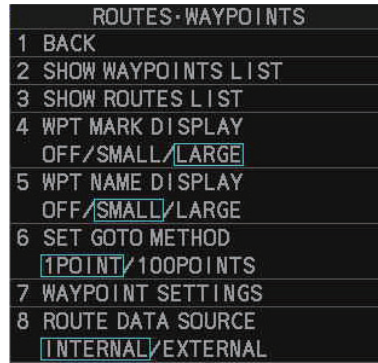 ROUTES·WAYPOINTS
1 BACK
2 SHOW WAYPOINTS LIST
3 SHOW ROUTES LIST
4 WPT MARK DISPLAY
OFF/SMALL/LARGE
5 WPT NAME DISPLAY
OFF/SMALL/LARGE
6 SET GOTO METHOD
1POINT/100POINTS
7 WAYPOINT SETTINGS
8 ROUTE DATA SOURCE
INTERNAL/EXTERNAL